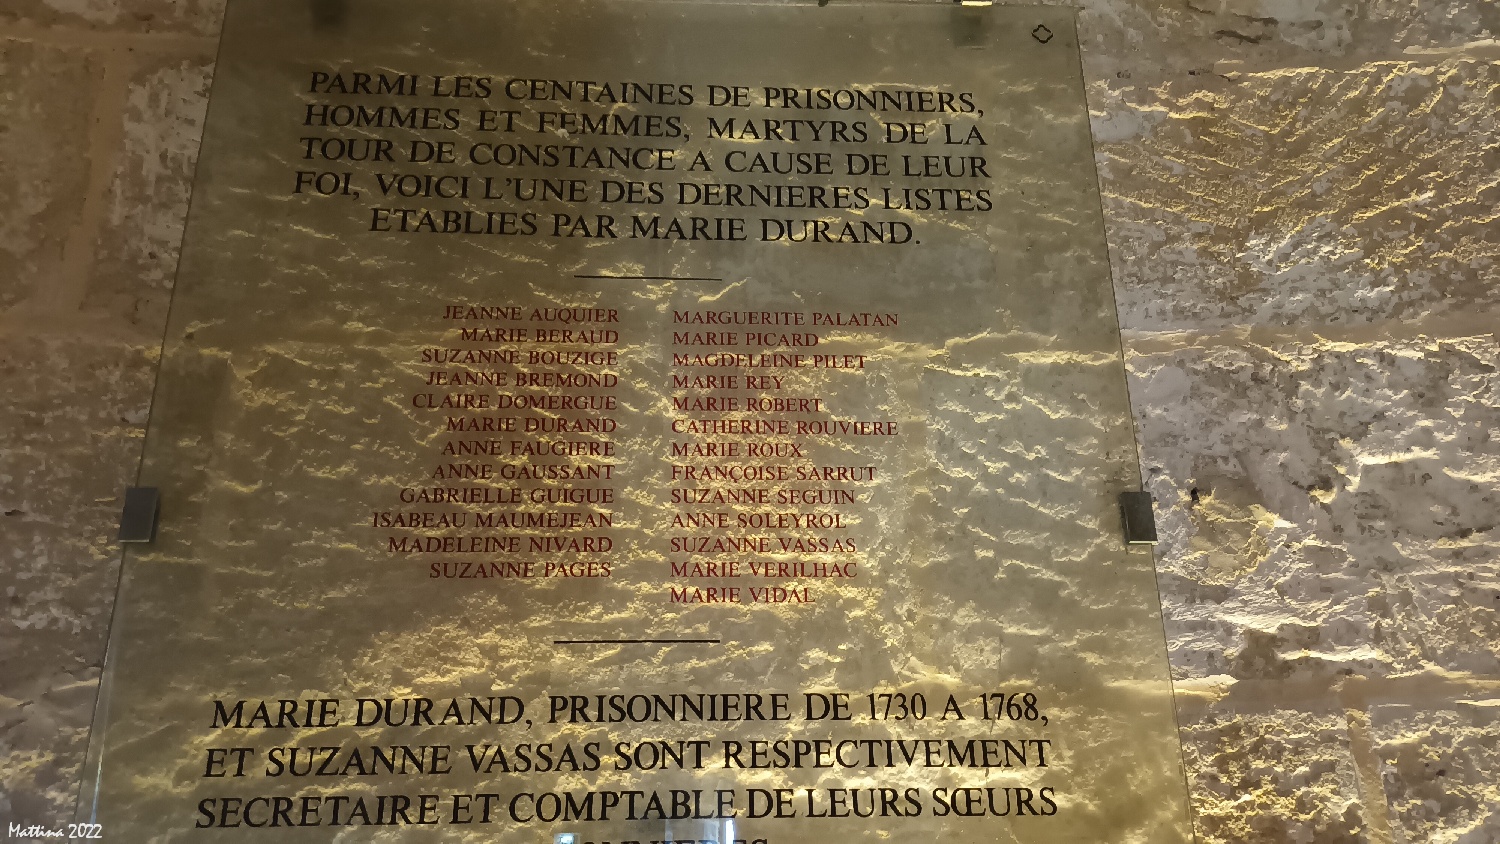 PARMI LES CENTAINES DE PRISONNIERS,
HOMMES ET FEMMES, MARTYRS DE LA
TOUR DE CONSTANCE A CAUSE DE LEUR
FOI, VOICI L'UNE DES DERNIERES LISTES
ETABLIES PAR MARIE DURAND.
JEANNE AUQUIER
MARIE BERAUD
SUZANNE BOUZIGE
JEANNE BREMOND
CLAIRE DOMERGUE
MARIE DURAND
ANNE FAUGIERE
ANNE GAUSSANT
GABRIELLE GUIGUE
ISABEAU MAUMEJEAN
MADELEINE NIVARD
SUZANNE PAGES
MARGUERITE PALATAN
MARIE PICARD
MAGDELEINE PILET
MARIE REY
MARIE ROBERT
CATHERINE ROUVIERE
MARIE ROUX
FRANÇOISE SARRUT
SUZANNE SEGUIN
ANNE SOLEYROL
SUZANNE VASSAS
MARIE VERILHAC
MARIE VIDAL
MARIE DURAND, PRISONNIERE DE 1730 A 1768,
ET SUZANNE VASSAS SONT RESPECTIVEMENT
SECRETAIRE ET COMPTABLE DE LEURS SŒURS
Mattina 2022